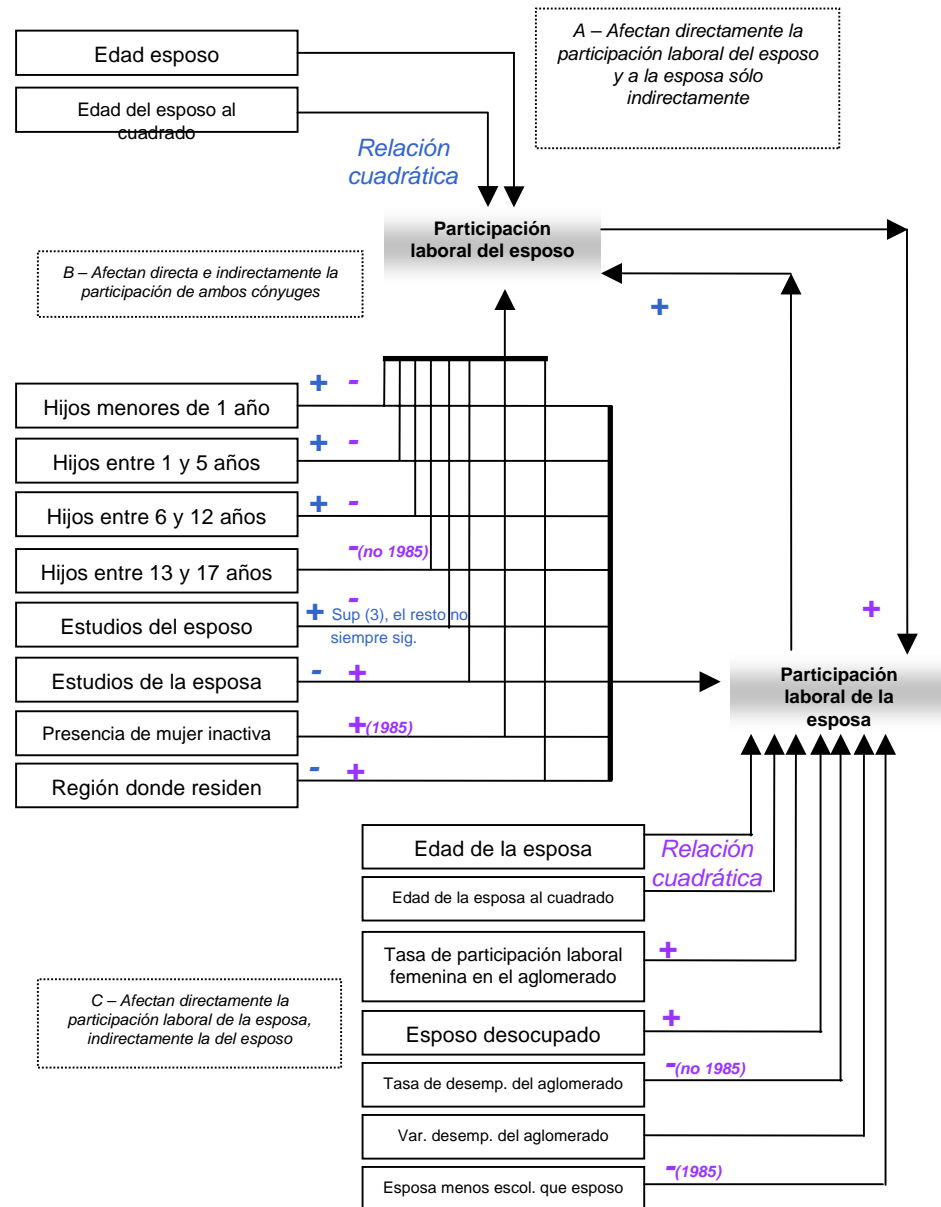 Edad esposo
Edad del esposo al
cuadrado
A – Afectan directamente la
participación laboral del esposo
y a la esposa sólo
indirectamente
Relación
cuadrática
Participación
laboral del esposo
B – Afectan directa e indirectamente la
participación de ambos cónyuges
+
Hijos menores de 1 año
+ -
Hijos entre 1 y 5 años
+ -
Hijos entre 6 y 12 años
+ -
Hijos entre 13 y 17 años
-(no 1985)
Estudios del esposo
-
+ Sup (3), el resto no
siempre sig.
Estudios de la esposa
- +
Presencia de mujer inactiva
+(1985)
Región donde residen
- +
+
Participación
laboral de la
esposa
Edad de la esposa
Relación
cuadrática
Edad de la esposa al cuadrado
Tasa de participación laboral
femenina en el aglomerado
+
C – Afectan directamente la
participación laboral de la esposa,
indirectamente la del esposo
Esposo desocupado
+
Tasa de desemp. del aglomerado
-(no 1985)
Var. desemp. del aglomerado
Esposa menos escol. que esposo
-(1985)